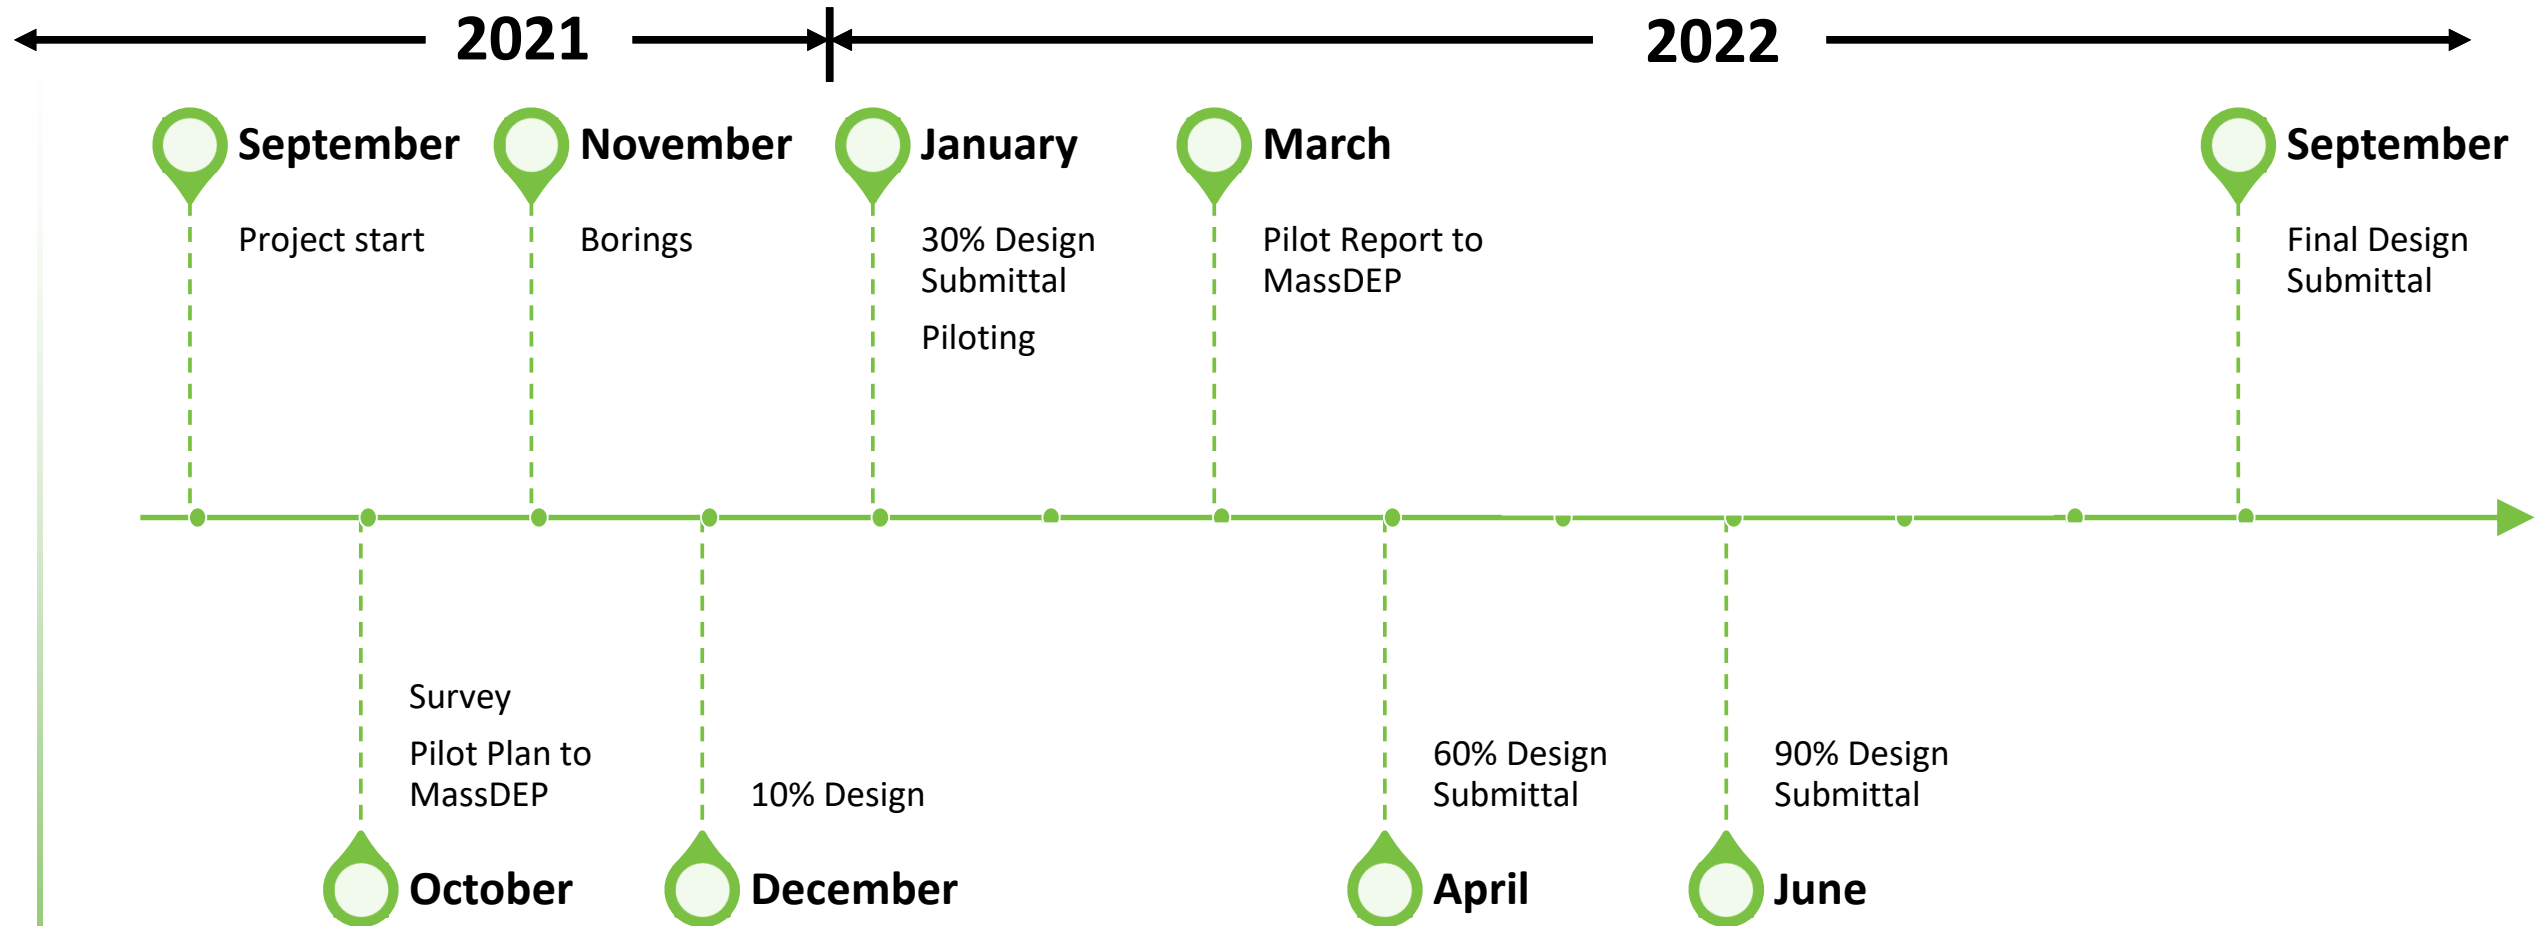 2021
2022
September
November
January
March
September
Project start
Borings
30% Design
Submittal
Piloting
Pilot Report to
MassDEP
Final Design
Submittal
Survey
Pilot Plan to
MassDEP
10% Design
60% Design
Submittal
90% Design
Submittal
October
December
April
June